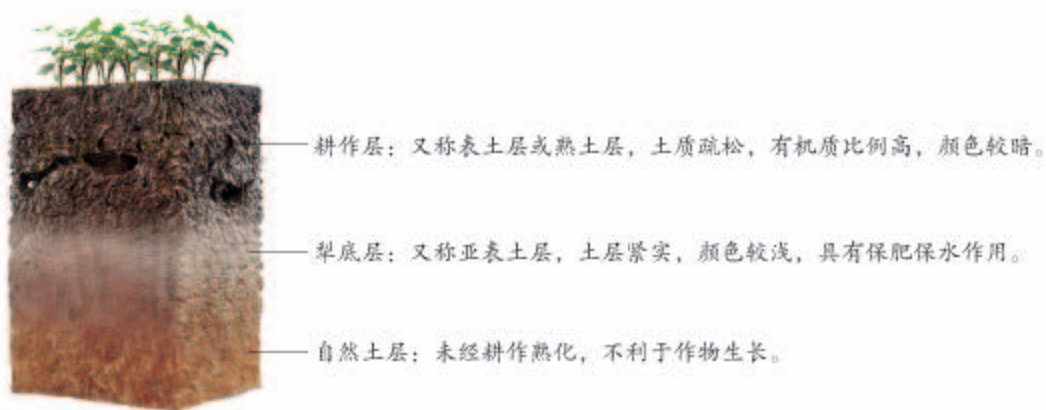 耕作层：又称表土层或熟土层，土质疏松，有机质比例高，颜色较暗。
犁底层：又称亚表土层，土层紧实，颜色较浅，具有保肥保水作用。
自然土层：未经耕作熟化，不利于作物生长。